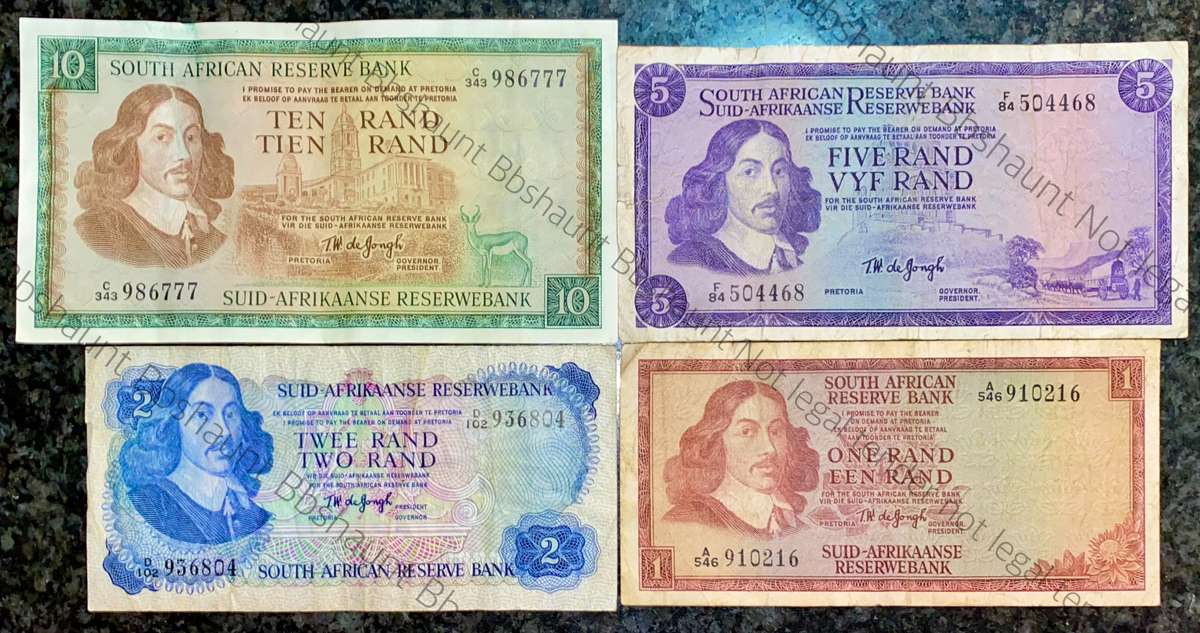 10
SOUTH AFRICAN RESERVE BANK
C
343 986777
I PROMISE TO PAY THE BEARER ON DEMAND AT PRETORIA
EK BELOOF OP AANVRAAG TE BETAAL AAN TOONDER TE PRETORIA
TEN RAND
TIEN RAND
FOR THE SOUTH AFRICAN RESERVE BANK
VIR DIE SUID-AFRIKAANSE RESERWEBANK
T.W. de Jongh
PRETORIA
GOVERNOR.
PRESIDENT
C
343 986777
SUID-AFRIKAANSE RESERWEBANK
10
5
SOUTH AFRICAN RESERVE BANK
SUID-AFRIKAANSE RESERWEBANK
F
84 504468
5
I PROMISE TO PAY THE BEARER ON DEMAND AT PRETORIA
EK BELOOF OP AANVRAAG TE BETAAL AAN TOONDER TE PRETORIA
FIVE RAND
VYF RAND
FOR THE SOUTH AFRICAN RESERVE BANK
VIR DIE SUID-AFRIKAANSE RESERWEBANK
T.W. de Jongh
F
84 504468
PRETORIA
GOVERNOR.
PRESIDENT.
5
2
SUID-AFRIKAANSE RESERWEBANK
EK BELOOF OP AANVRAAG TE BETAAL AAN TOONDER TE PRETORIA
I PROMISE TO PAY THE BEARER ON DEMAND AT PRETORIA
D
102 936804
TWEE RAND
TWO RAND
VIR DIE SUID-AFRIKAANSE RESERWEBANK
FOR THE SOUTH AFRICAN RESERVE BANK
T.W. de Jongh
PRETORIA
PRESIDENT
GOVERNOR
D
102 936804
SOUTH AFRICAN RESERVE BANK
2
SOUTH AFRICAN
RESERVE BANK
A
546 910216
1
I PROMISE TO PAY THE BEARER
ON DEMAND AT PRETORIA
EK BELOOF OP AANVRAAG TE BETAAL
AAN TOONDER TE PRETORIA
ONE RAND
EEN RAND
FOR THE SOUTH AFRICAN RESERVE BANK
VIR DIE SUID-AFRIKAANSE RESERWEBANK
T.W. de Jongh
PRETORIA
GOVERNOR.
PRESIDENT.
A
546 910216
SUID-AFRIKAANSE
RESERWEBANK
1
Bbshaunt Not legal tender